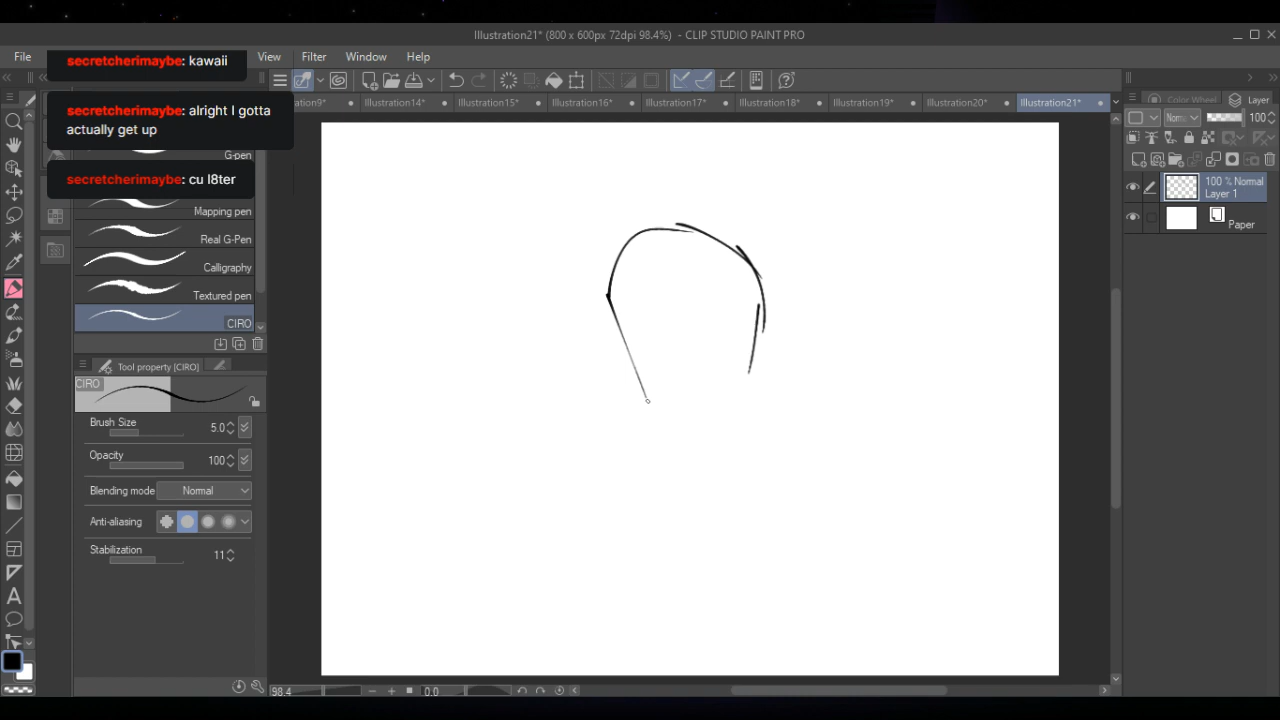 Illustration21* (800 x 600px 72dpi 98.4%) - CLIP STUDIO PAINT PRO
File View Filter Window Help
secretcherimaybe: kawaii
secretcherimaybe: alright I gotta
actually get up
secretcherimaybe: cu l8ter
ation9* Illustration14* Illustration15* Illustration16* Illustration17* Illustration18* Illustration19* Illustration20* Illustration21*
Color Wheel Layer
Norm 100
100 % Normal
Layer 1
Paper
G-pen
Mapping pen
Real G-Pen
Calligraphy
Textured pen
CIRO
Tool property [CIRO]
CIRO
Brush Size 5.0
Opacity 100
Blending mode Normal
Anti-aliasing
Stabilization 11
98.4 0.0